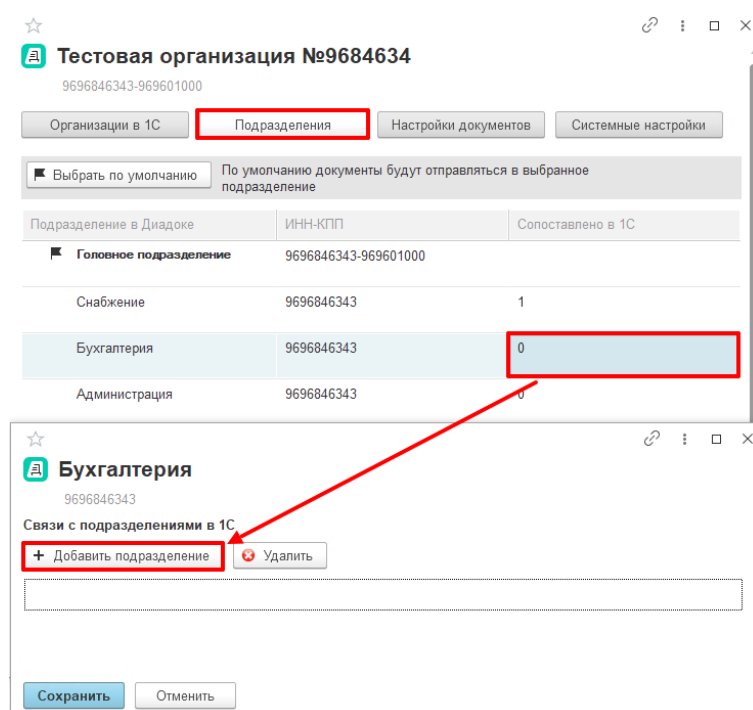 Тестовая организация №9684634
9696846343-969601000
Организации в 1С Подразделения Настройки документов Системные настройки
Выбрать по умолчанию По умолчанию документы будут отправляться в выбранное
подразделение
Подразделение в Диадоке ИНН-КПП Сопоставлено в 1С
Головное подразделение 9696846343-969601000
Снабжение 9696846343 1
Бухгалтерия 9696846343 0
Администрация 9696846343 0
Бухгалтерия
9696846343
Связи с подразделениями в 1С
+ Добавить подразделение Удалить
Сохранить Отменить